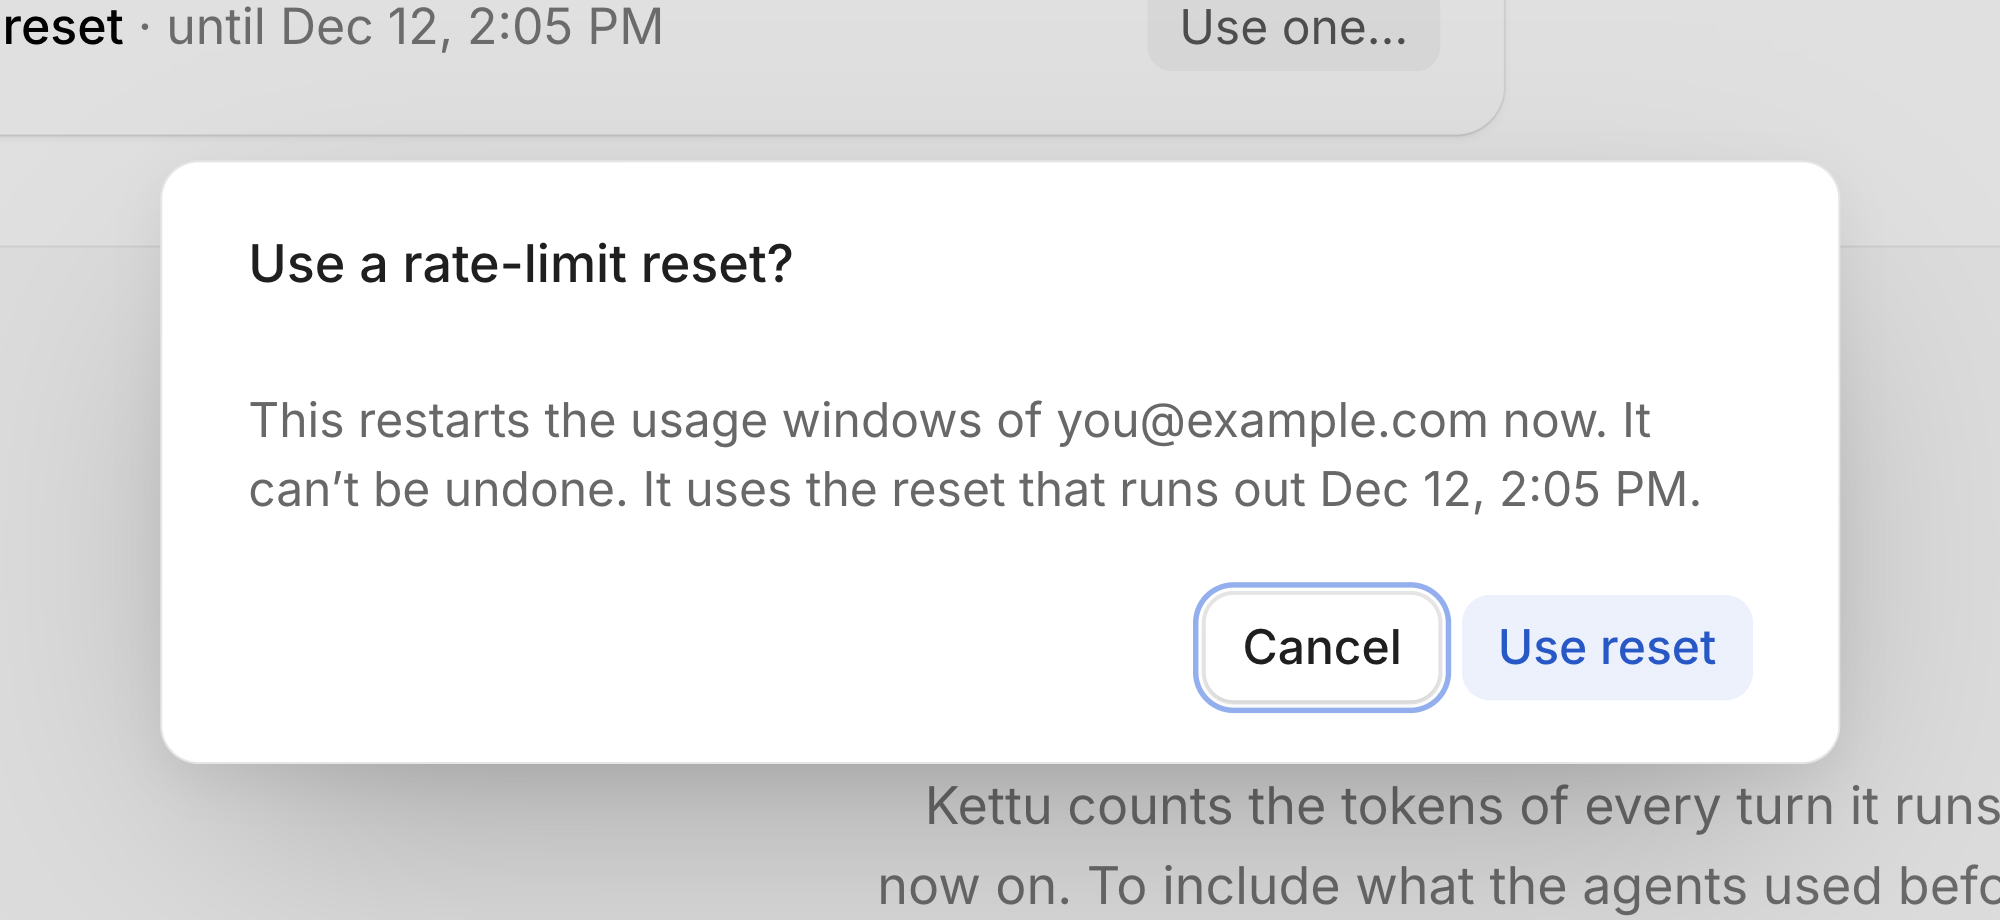 reset · until Dec 12, 2:05 PM
Use one...
Use a rate-limit reset?
This restarts the usage windows of you@example.com now. It
can’t be undone. It uses the reset that runs out Dec 12, 2:05 PM.
Cancel
Use reset
Kettu counts the tokens of every turn it runs
now on. To include what the agents used befo